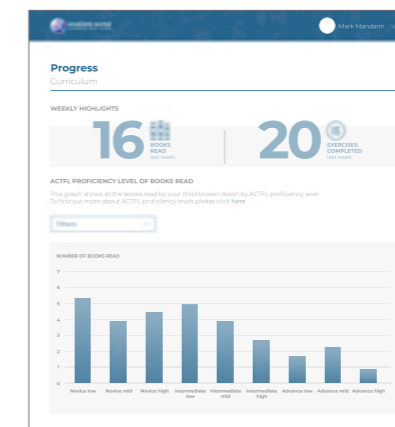 Mark Mandarin
Progress
Curriculum
WEEKLY HIGHLIGHTS
16
BOOKS
READ
last week
20
EXERCISES
COMPLETED
last week
ACTFL PROFICIENCY LEVEL OF BOOKS READ
This graph shows all the books read by your child broken down by ACTFL proficiency level.
To find out more about ACTFL proficiency levels please click here
Filters
NUMBER OF BOOKS READ
7
6
5
4
3
2
1
0
Novice low Novice mid Novice high Intermediate low Intermediate mid Intermediate high Advance low Advance mid Advance high